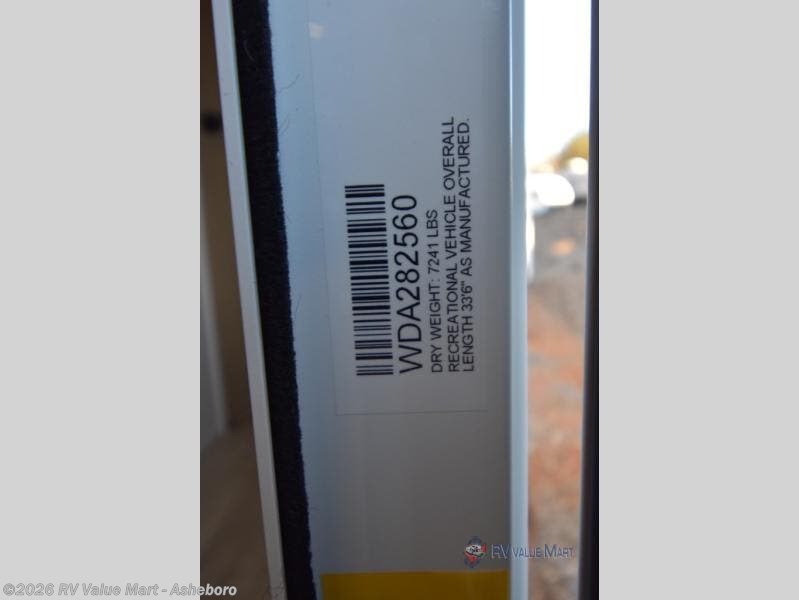 WDA282560
DRY WEIGHT: 7241 LBS
RECREATIONAL VEHICLE OVERALL
LENGTH 33'6" AS MANUFACTURED.
RV VALUE MART
©2026 RV Value Mart - Asheboro